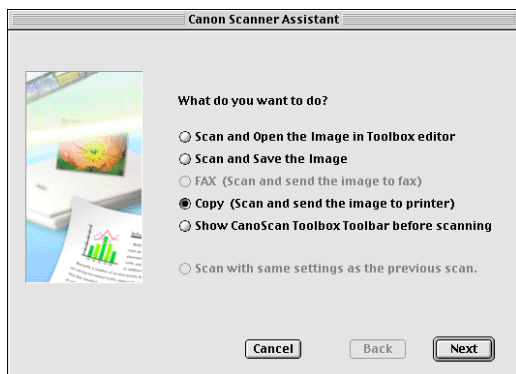 Canon Scanner Assistant
What do you want to do?
Scan and Open the Image in Toolbox editor
Scan and Save the Image
FAX (Scan and send the image to fax)
Copy (Scan and send the image to printer)
Show CanoScan Toolbox Toolbar before scanning
Scan with same settings as the previous scan.
Cancel
Back
Next